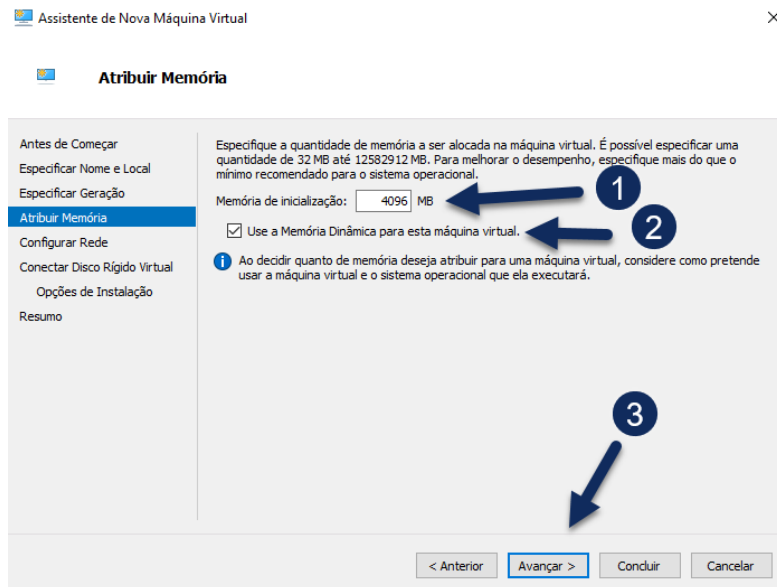 Assistente de Nova Máquina Virtual
Atribuir Memória
Antes de Começar
Especificar Nome e Local
Especificar Geração
Atribuir Memória
Configurar Rede
Conectar Disco Rígido Virtual
Opções de Instalação
Resumo
Especifique a quantidade de memória a ser alocada na máquina virtual. É possível especificar uma
quantidade de 32 MB até 12582912 MB. Para melhorar o desempenho, especifique mais do que o
mínimo recomendado para o sistema operacional.
Memória de inicialização: 4096 MB
1
Use a Memória Dinâmica para esta máquina virtual.
2
Ao decidir quanto de memória deseja atribuir para uma máquina virtual, considere como pretende
usar a máquina virtual e o sistema operacional que ela executará.
3
< Anterior Avançar > Concluir Cancelar